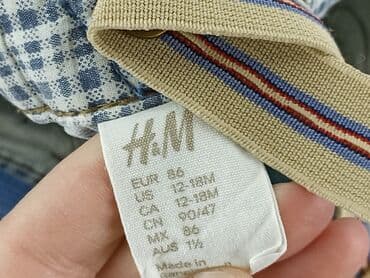 H&M
EUR 86
US 12-18M
CA 12-18M
CN 90/47
MX 86
AUS 1½
Made in